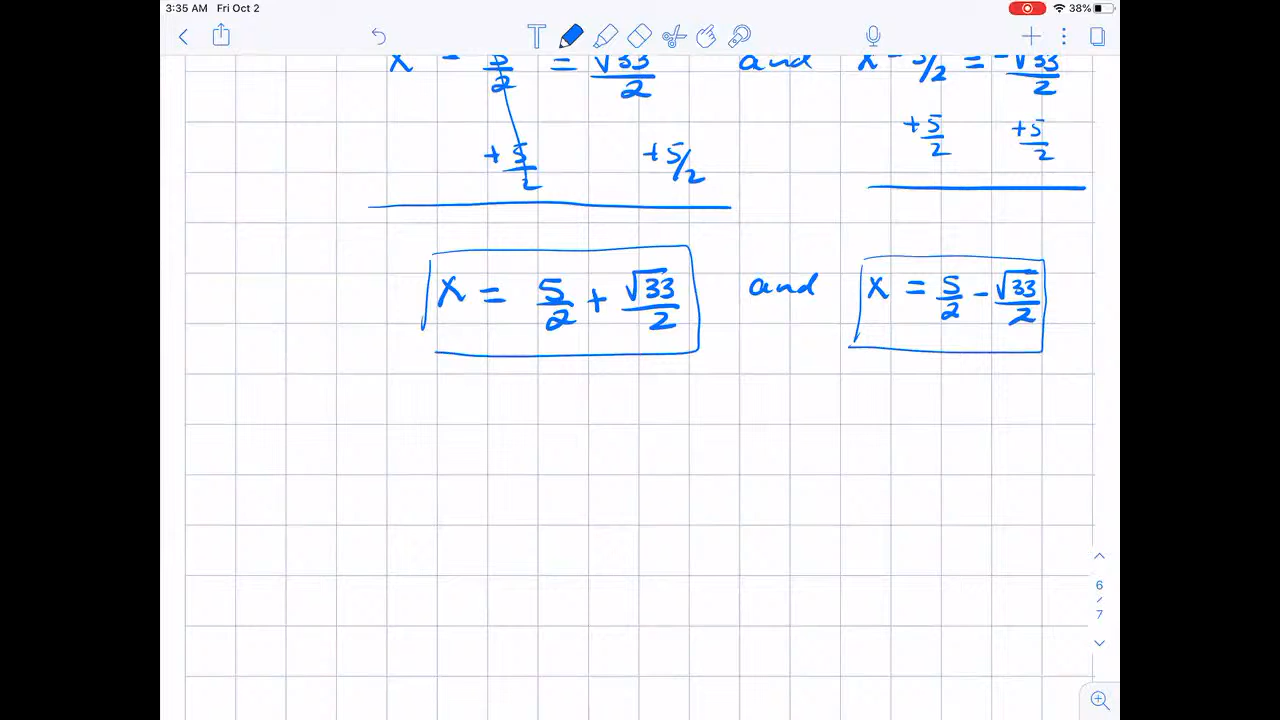 3:35 AM Fri Oct 2 38%
T
x - 5/2 = √33/2 and x - 5/2 = -√33/2
+5/2 +5/2 +5/2 +5/2
x = 5/2 + √33/2 and x = 5/2 - √33/2
6
/
7